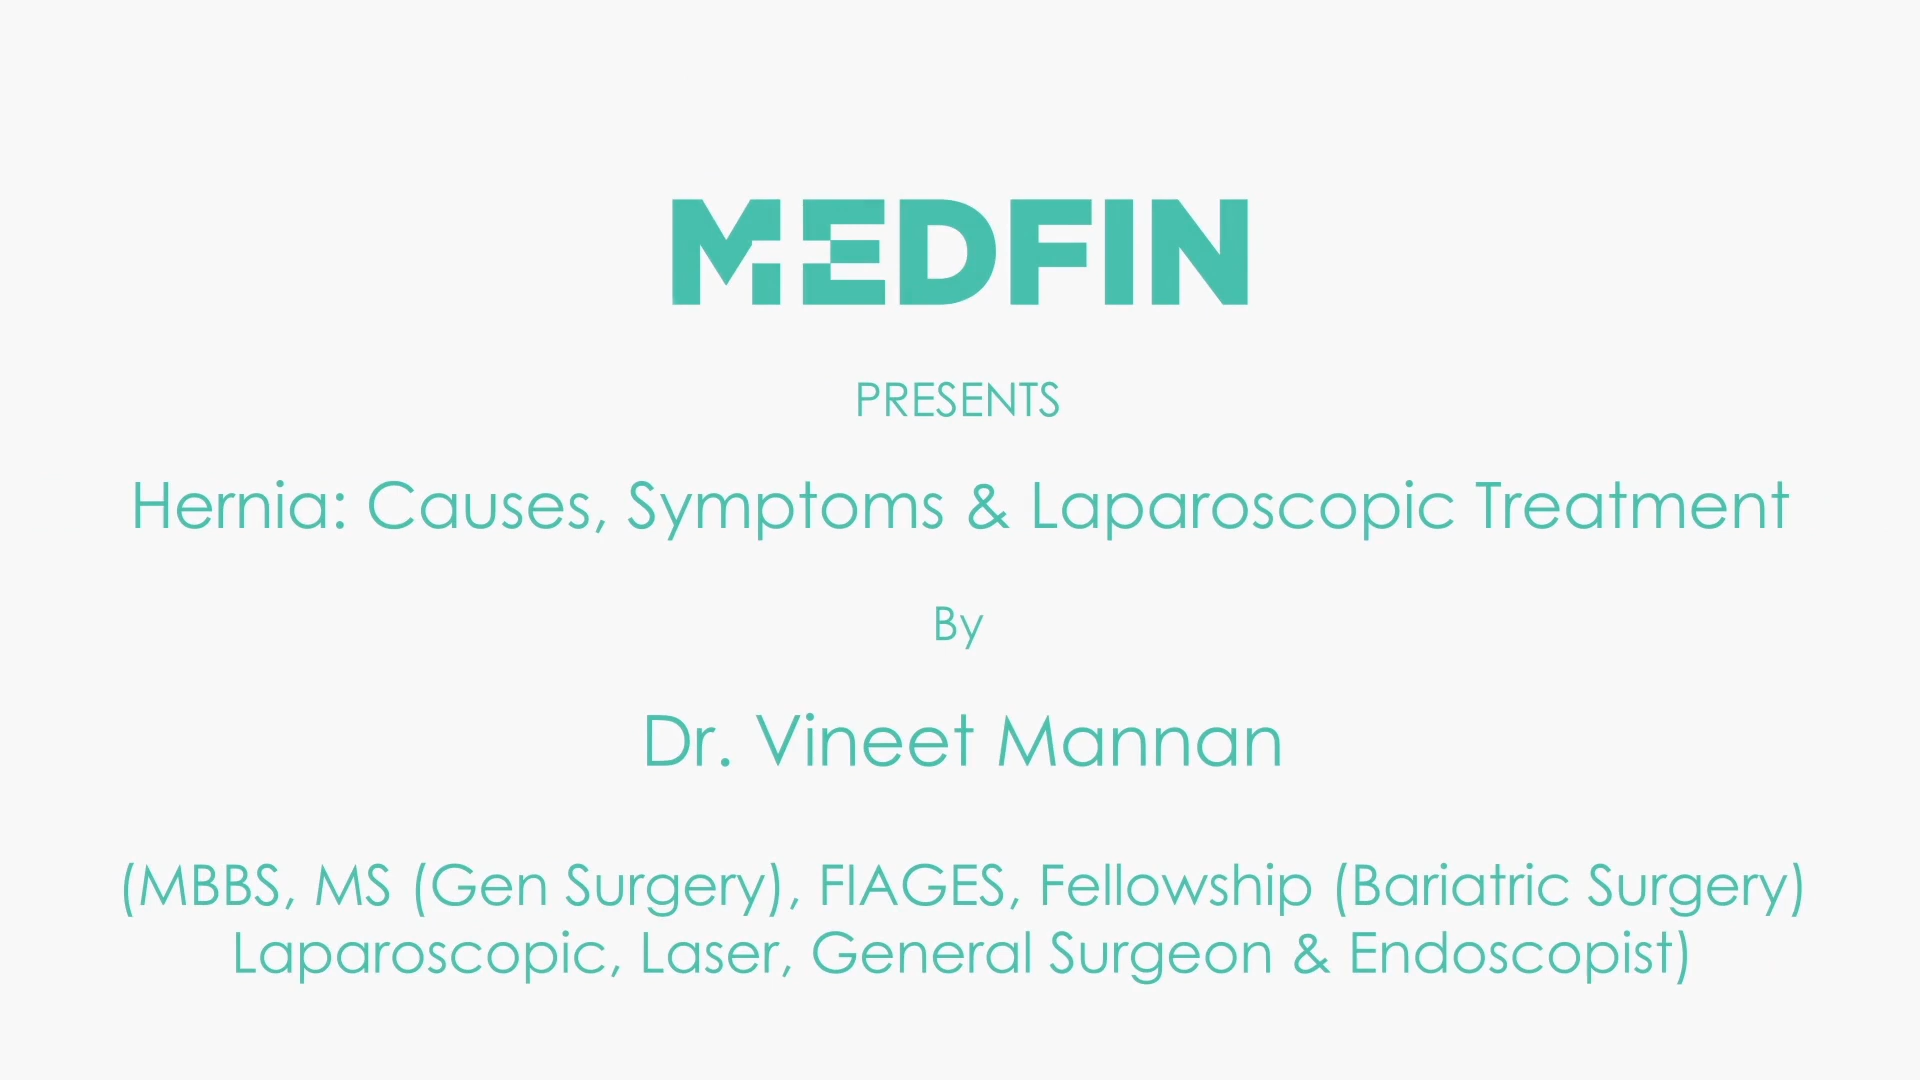 MEDFIN
PRESENTS
Hernia: Causes, Symptoms & Laparoscopic Treatment
By
Dr. Vineet Mannan
(MBBS, MS (Gen Surgery), FIAGES, Fellowship (Bariatric Surgery)
Laparoscopic, Laser, General Surgeon & Endoscopist)